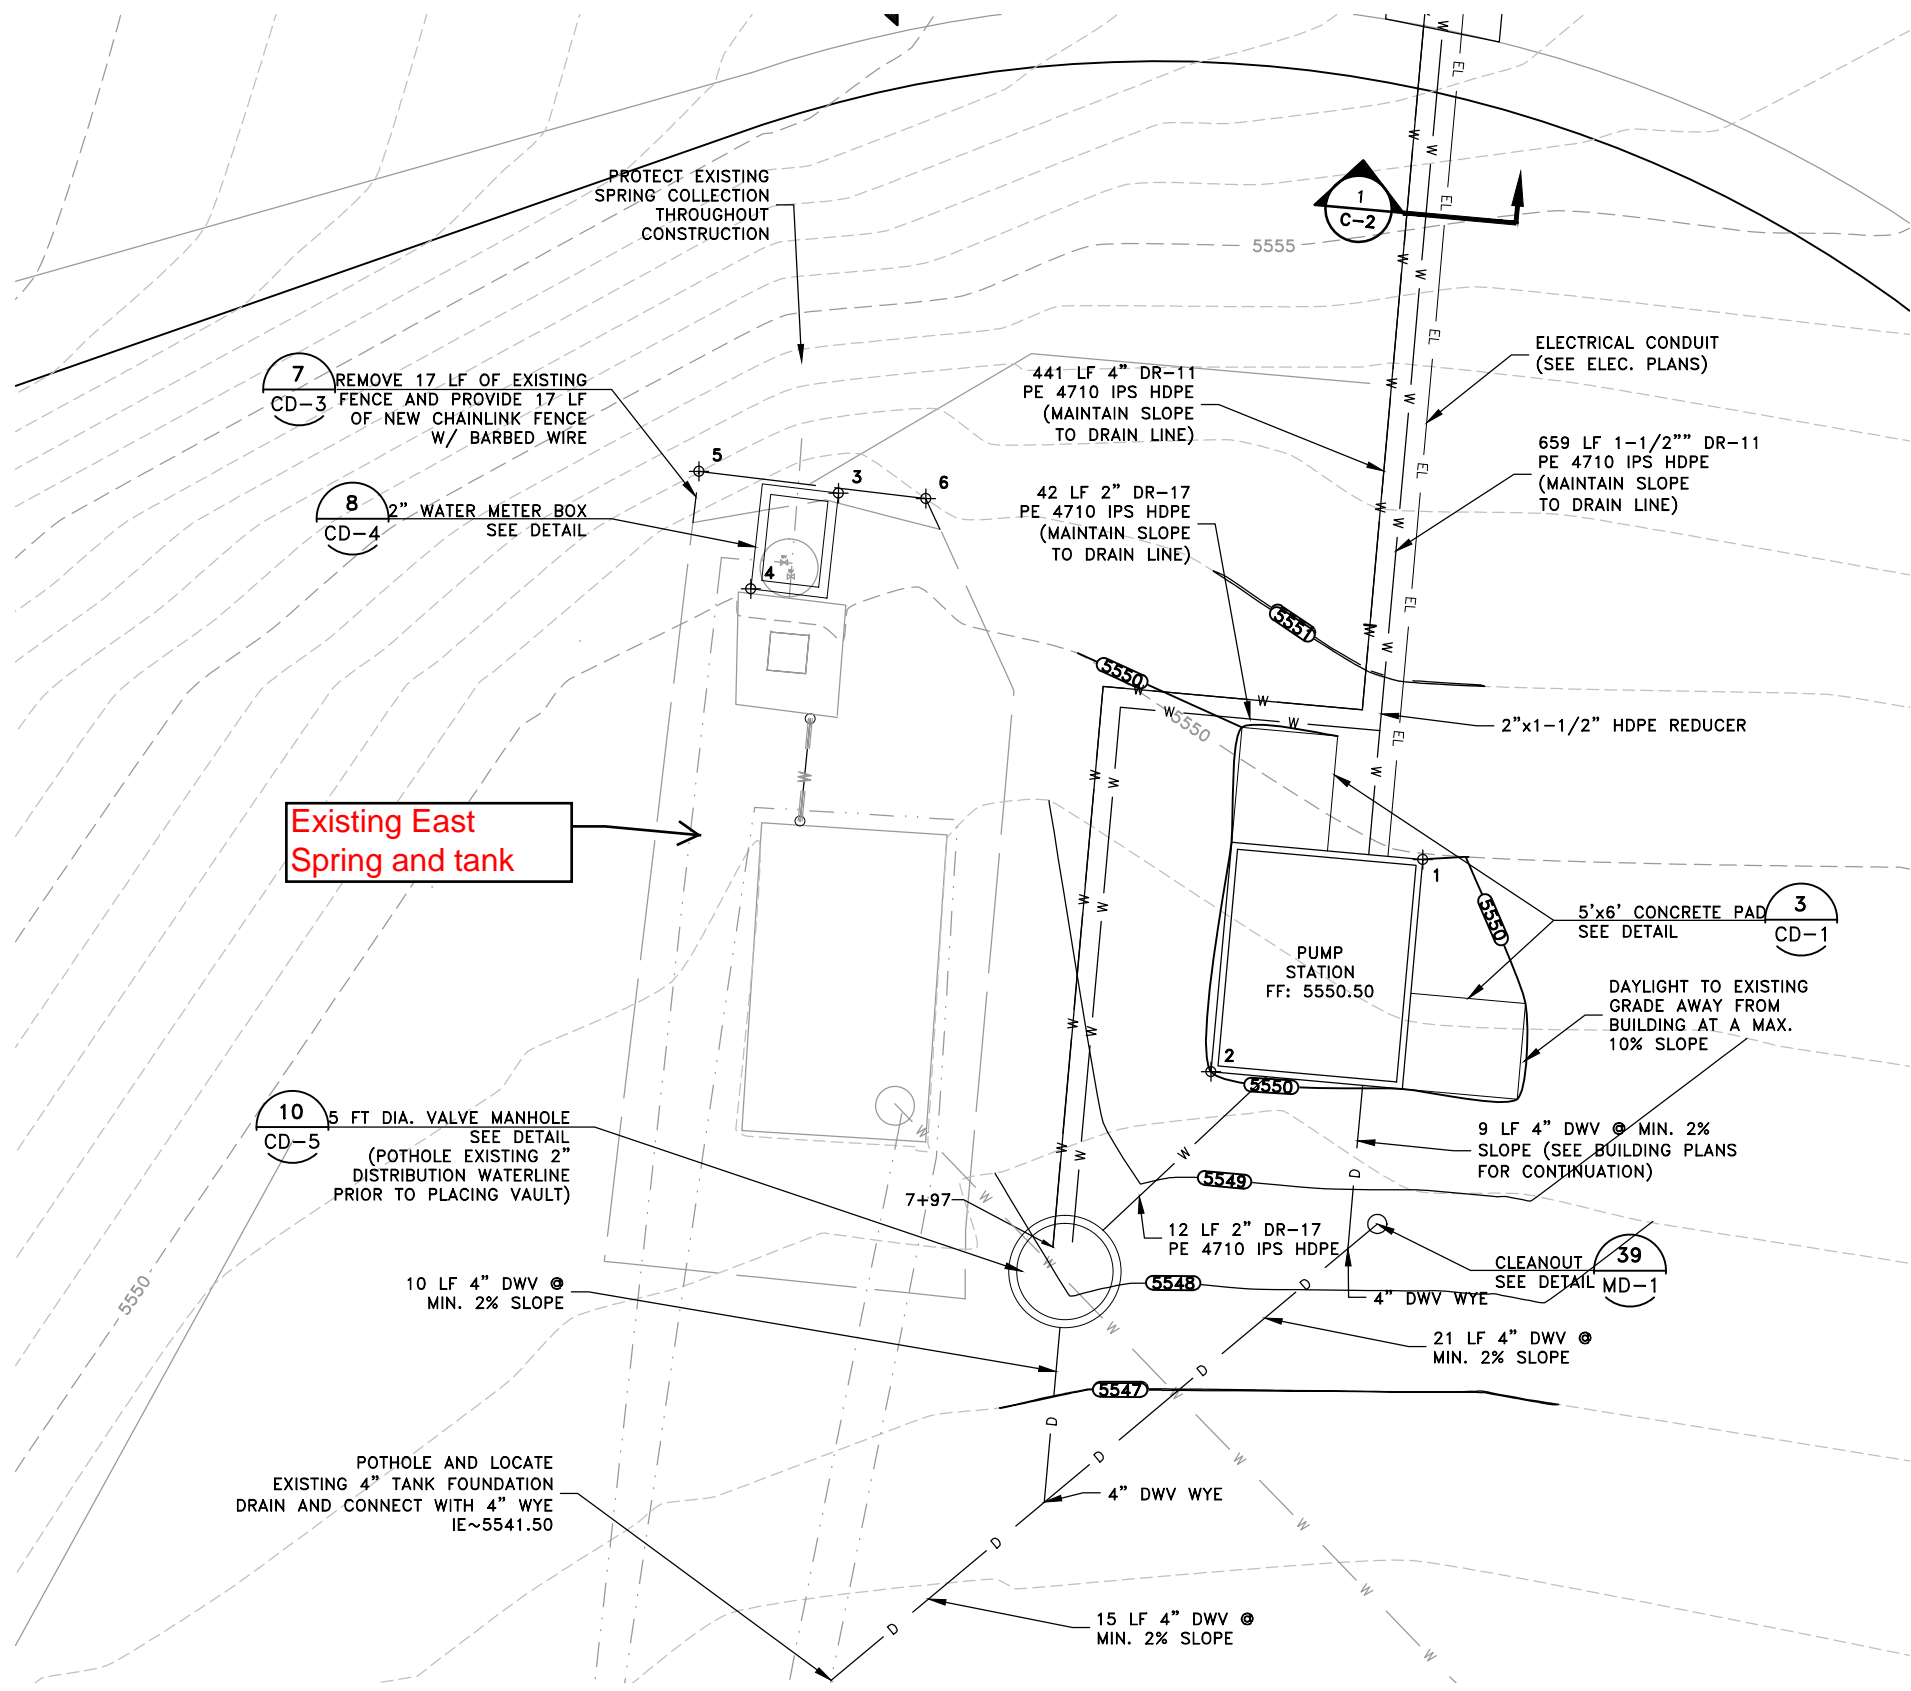 PROTECT EXISTING
SPRING COLLECTION
THROUGHOUT
CONSTRUCTION
1
C-2
5555
ELECTRICAL CONDUIT
(SEE ELEC. PLANS)
7
CD-3
REMOVE 17 LF OF EXISTING
FENCE AND PROVIDE 17 LF
OF NEW CHAINLINK FENCE
W/ BARBED WIRE
441 LF 4" DR-11
PE 4710 IPS HDPE
(MAINTAIN SLOPE
TO DRAIN LINE)
659 LF 1-1/2"" DR-11
PE 4710 IPS HDPE
(MAINTAIN SLOPE
TO DRAIN LINE)
5
3
6
8
CD-4
2" WATER METER BOX
SEE DETAIL
42 LF 2" DR-17
PE 4710 IPS HDPE
(MAINTAIN SLOPE
TO DRAIN LINE)
4
5551
5550
5550
2"x1-1/2" HDPE REDUCER
Existing East
Spring and tank
1
5550
5'x6' CONCRETE PAD
SEE DETAIL
3
CD-1
PUMP
STATION
FF: 5550.50
DAYLIGHT TO EXISTING
GRADE AWAY FROM
BUILDING AT A MAX.
10% SLOPE
2
5550
10
CD-5
5 FT DIA. VALVE MANHOLE
SEE DETAIL
(POTHOLE EXISTING 2"
DISTRIBUTION WATERLINE
PRIOR TO PLACING VAULT)
9 LF 4" DWV @ MIN. 2%
SLOPE (SEE BUILDING PLANS
FOR CONTINUATION)
5549
7+97
12 LF 2" DR-17
PE 4710 IPS HDPE
CLEANOUT
SEE DETAIL
39
MD-1
5550
10 LF 4" DWV @
MIN. 2% SLOPE
5548
4" DWV WYE
21 LF 4" DWV @
MIN. 2% SLOPE
5547
POTHOLE AND LOCATE
EXISTING 4" TANK FOUNDATION
DRAIN AND CONNECT WITH 4" WYE
IE~5541.50
4" DWV WYE
15 LF 4" DWV @
MIN. 2% SLOPE
W
W
W
W
W
W
W
W
EL
EL
EL
EL
EL
EL
D
D
D
D
D
D
D